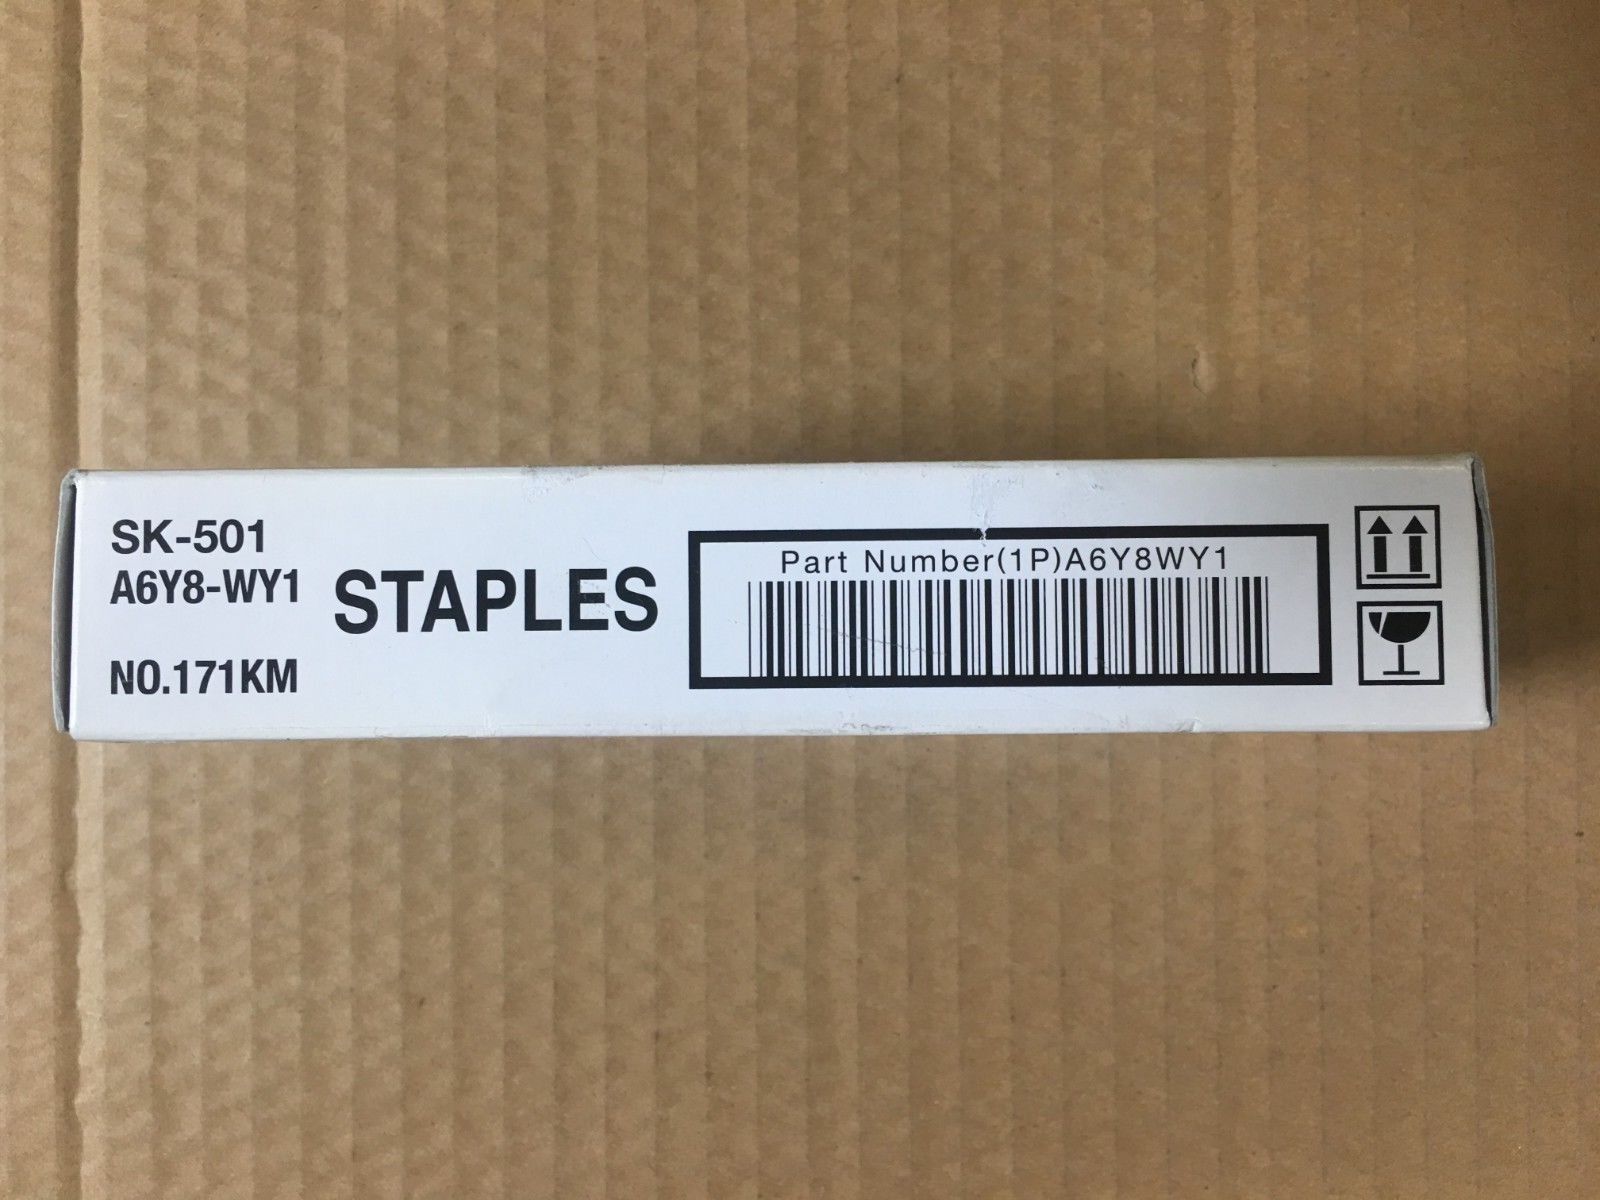 SK-501
A6Y8-WY1
NO.171KM
STAPLES
Part Number(1P)A6Y8WY1